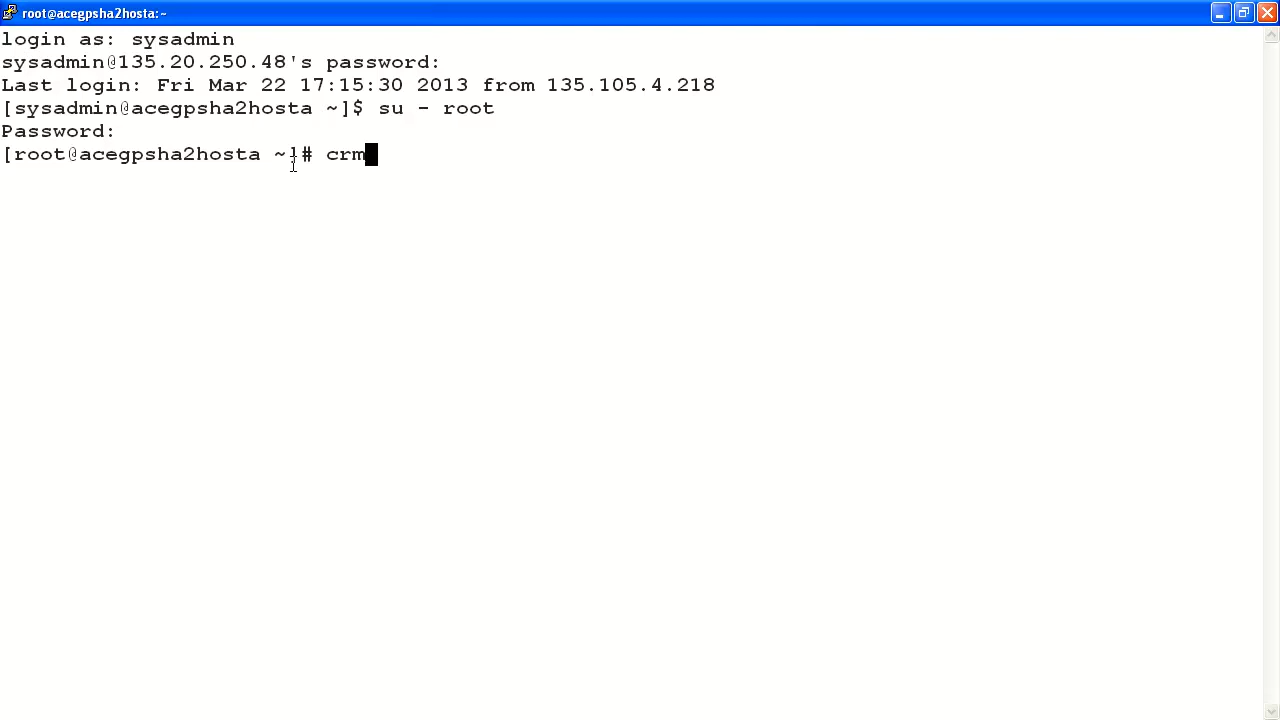 root@acegpsha2hosta:~
login as: sysadmin
sysadmin@135.20.250.48's password:
Last login: Fri Mar 22 17:15:30 2013 from 135.105.4.218
[sysadmin@acegpsha2hosta ~]$ su - root
Password:
[root@acegpsha2hosta ~]# crm